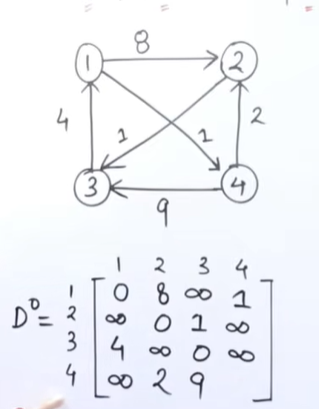 8
1 2
4 1 1 2
3 4
9
1 2 3 4
D⁰= 1 [ 0 8 ∞ 1
2 ∞ 0 1 ∞
3 4 ∞ 0 ∞
4 ∞ 2 9 ]